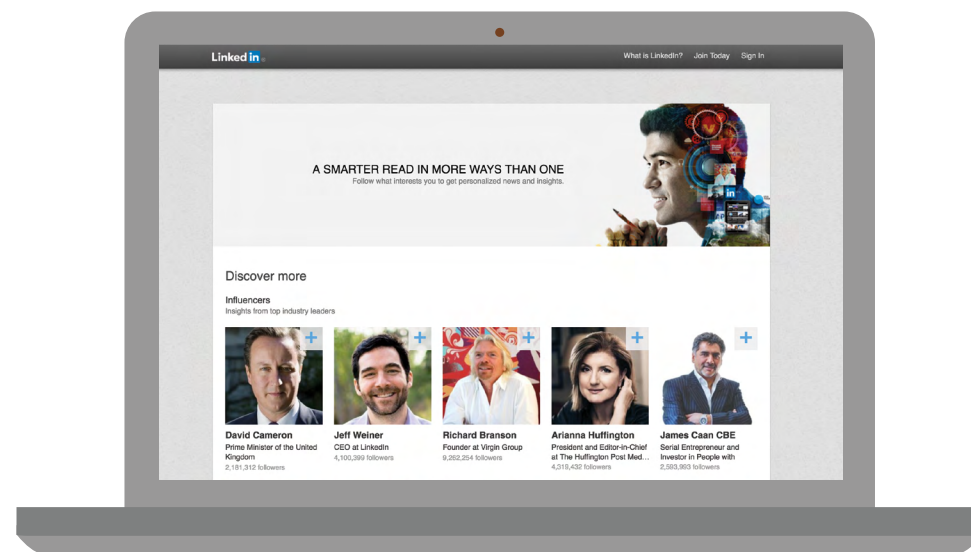 Linked in
What is LinkedIn? Join Today Sign In
A SMARTER READ IN MORE WAYS THAN ONE
Follow what interests you to get personalized news and insights.
in
Discover more
Influencers
Insights from top industry leaders
David Cameron
Prime Minister of the United
Kingdom
2,181,312 followers
Jeff Weiner
CEO at LinkedIn
4,100,399 followers
Richard Branson
Founder at Virgin Group
9,262,254 followers
Arianna Huffington
President and Editor-in-Chief
at The Huffington Post Med...
4,319,432 followers
James Caan CBE
Serial Entrepreneur and
Investor in People with
2,593,993 followers